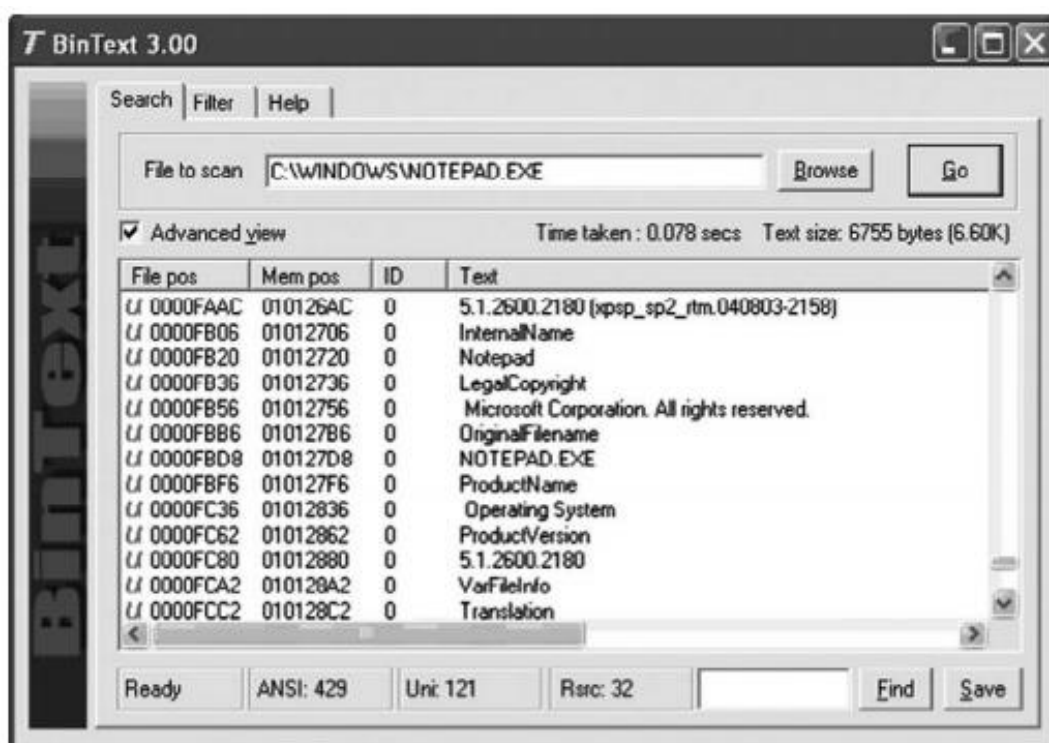 BinText 3.00
Search Filter Help
File to scan C:\WINDOWS\NOTEPAD.EXE Browse Go
Advanced view Time taken : 0.078 secs Text size: 6755 bytes (6.60K)
File pos Mem pos ID Text
U 0000FAAC 010126AC 0 5.1.2600.2180 (xpsp_sp2_rtm.040803-2158)
U 0000FB06 01012706 0 InternalName
U 0000FB20 01012720 0 Notepad
U 0000FB36 01012736 0 LegalCopyright
U 0000FB56 01012756 0 Microsoft Corporation. All rights reserved.
U 0000FBB6 010127B6 0 OriginalFilename
U 0000FBD8 010127D8 0 NOTEPAD.EXE
U 0000FBF6 010127F6 0 ProductName
U 0000FC36 01012836 0 Operating System
U 0000FC62 01012862 0 ProductVersion
U 0000FC80 01012880 0 5.1.2600.2180
U 0000FCA2 010128A2 0 VarFileInfo
U 0000FCC2 010128C2 0 Translation
Ready ANSI: 429 Uni: 121 Rsrc: 32 Find Save
BinText